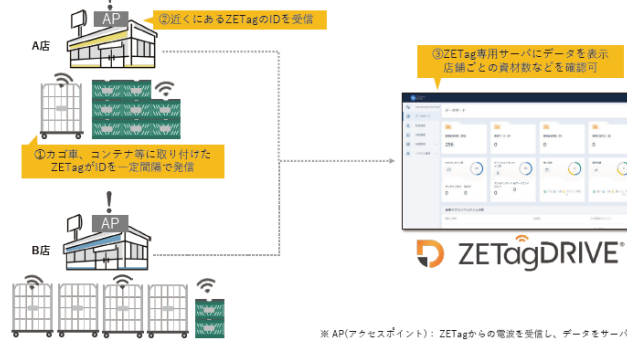 AP
②近くにあるZETagのIDを受信
A店
③ZETag専用サーバにデータを表示
店舗ごとの資材数などを確認可
①カゴ車、コンテナ等に取り付けた
ZETagがIDを一定間隔で発信
AP
B店
ZETagDRIVE®
※ AP(アクセスポイント)： ZETagからの電波を受信し、データをサーバ